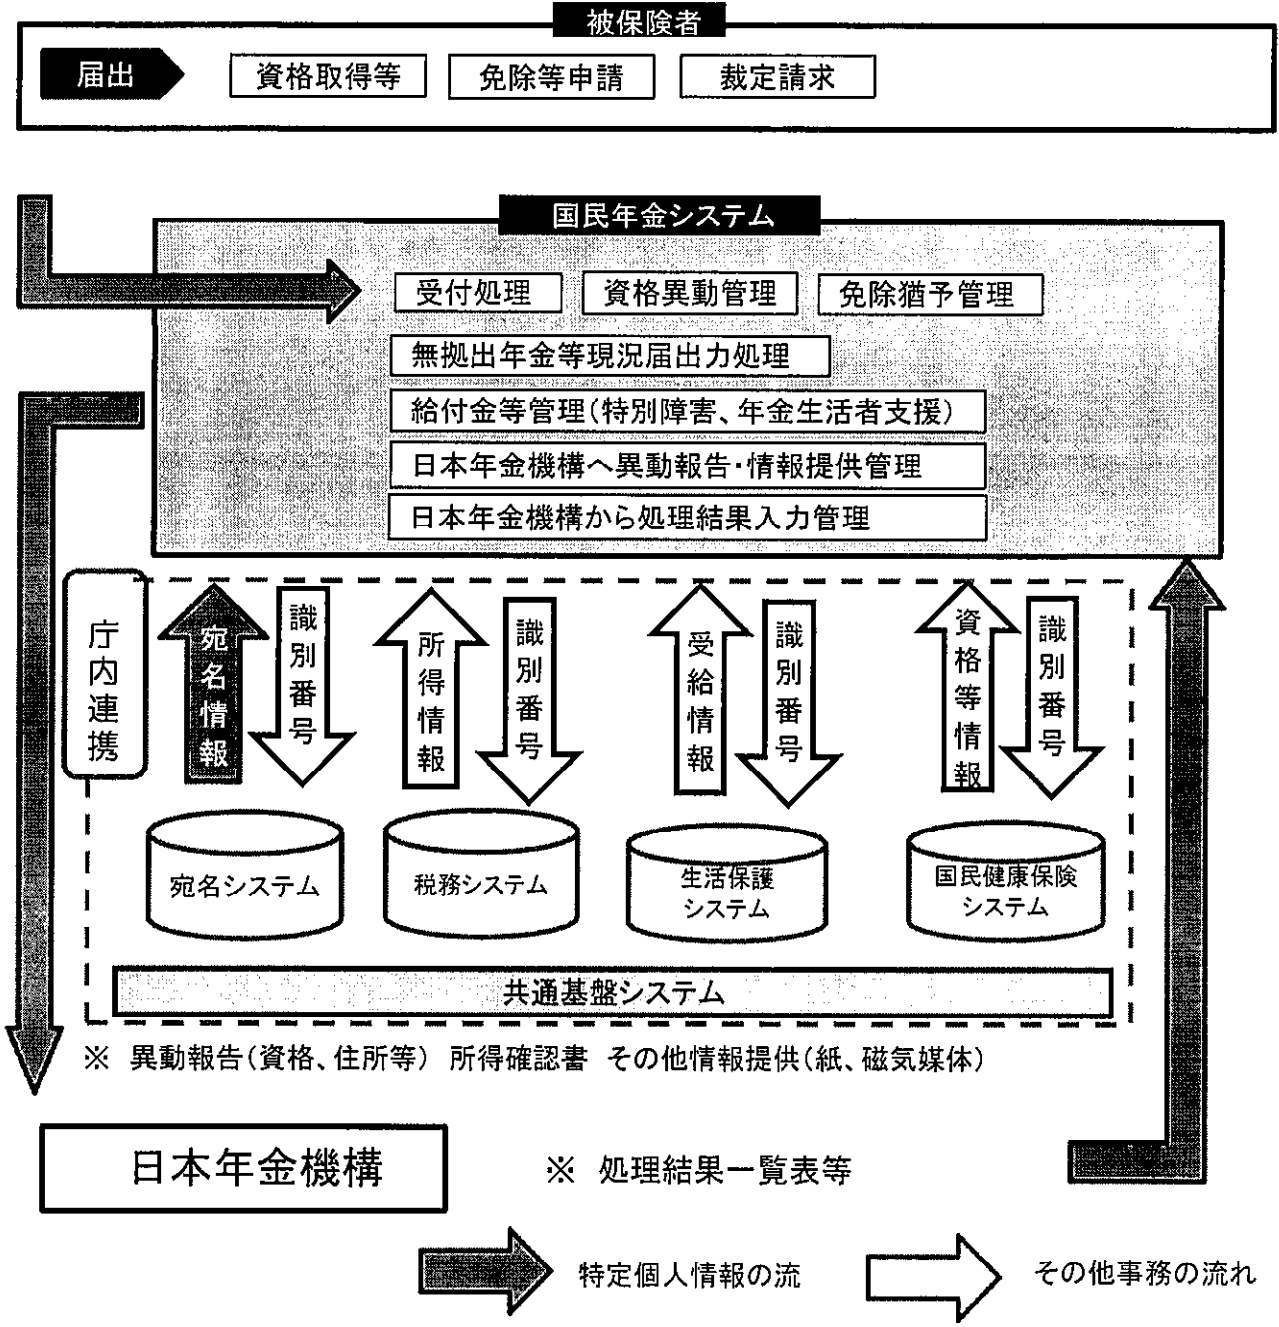 被保険者
届出
資格取得等
免除等申請
裁定請求
国民年金システム
受付処理
資格異動管理
免除猶予管理
無拠出年金等現況届出力処理
給付金等管理(特別障害、年金生活者支援)
日本年金機構へ異動報告・情報提供管理
日本年金機構から処理結果入力管理
庁内連携
宛名情報
識別番号
所得情報
識別番号
受給情報
識別番号
資格等情報
識別番号
宛名システム
税務システム
生活保護
システム
国民健康保険
システム
共通基盤システム
※ 異動報告(資格、住所等) 所得確認書 その他情報提供(紙、磁気媒体)
日本年金機構
※ 処理結果一覧表等
特定個人情報の流
その他事務の流れ